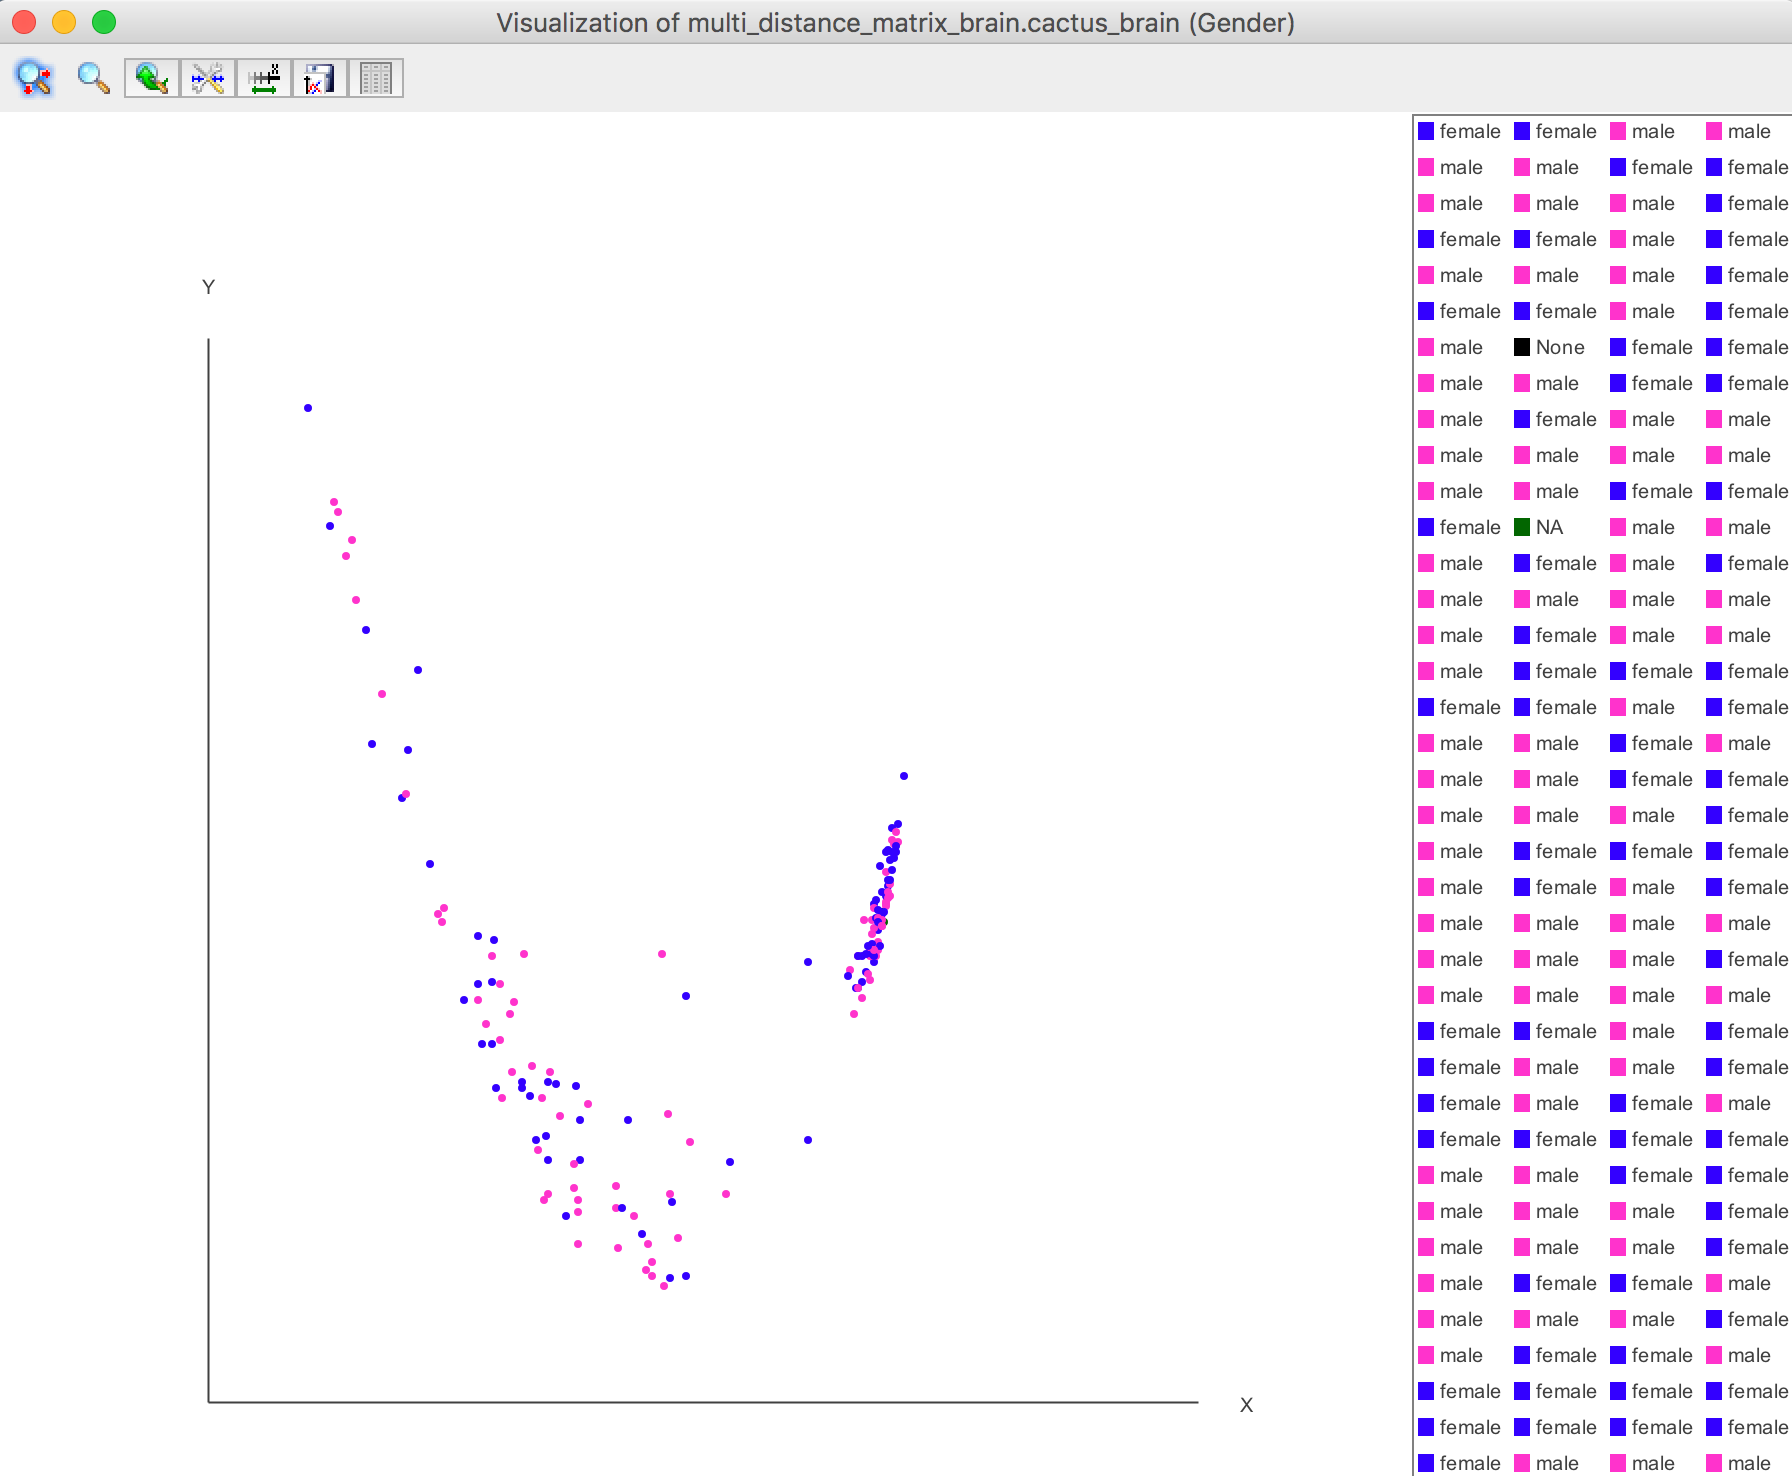 Visualization of multi_distance_matrix_brain.cactus_brain (Gender)
Y
X
female female male male
male male female female
male male male female
female female male female
male male male female
female female male female
male None female female
male male female female
male female male male
male male male male
male male female female
female NA male male
male female male female
male male male male
male female male male
male female female female
female female male female
male male female male
male male female female
male male male female
male female female female
male female male female
male male male male
male male male female
male male male male
female female male female
female male male female
female male female male
female female female female
male male female female
male male male female
male male male female
male female female male
male male male female
male female female male
female female female female
female female female female
female male male male